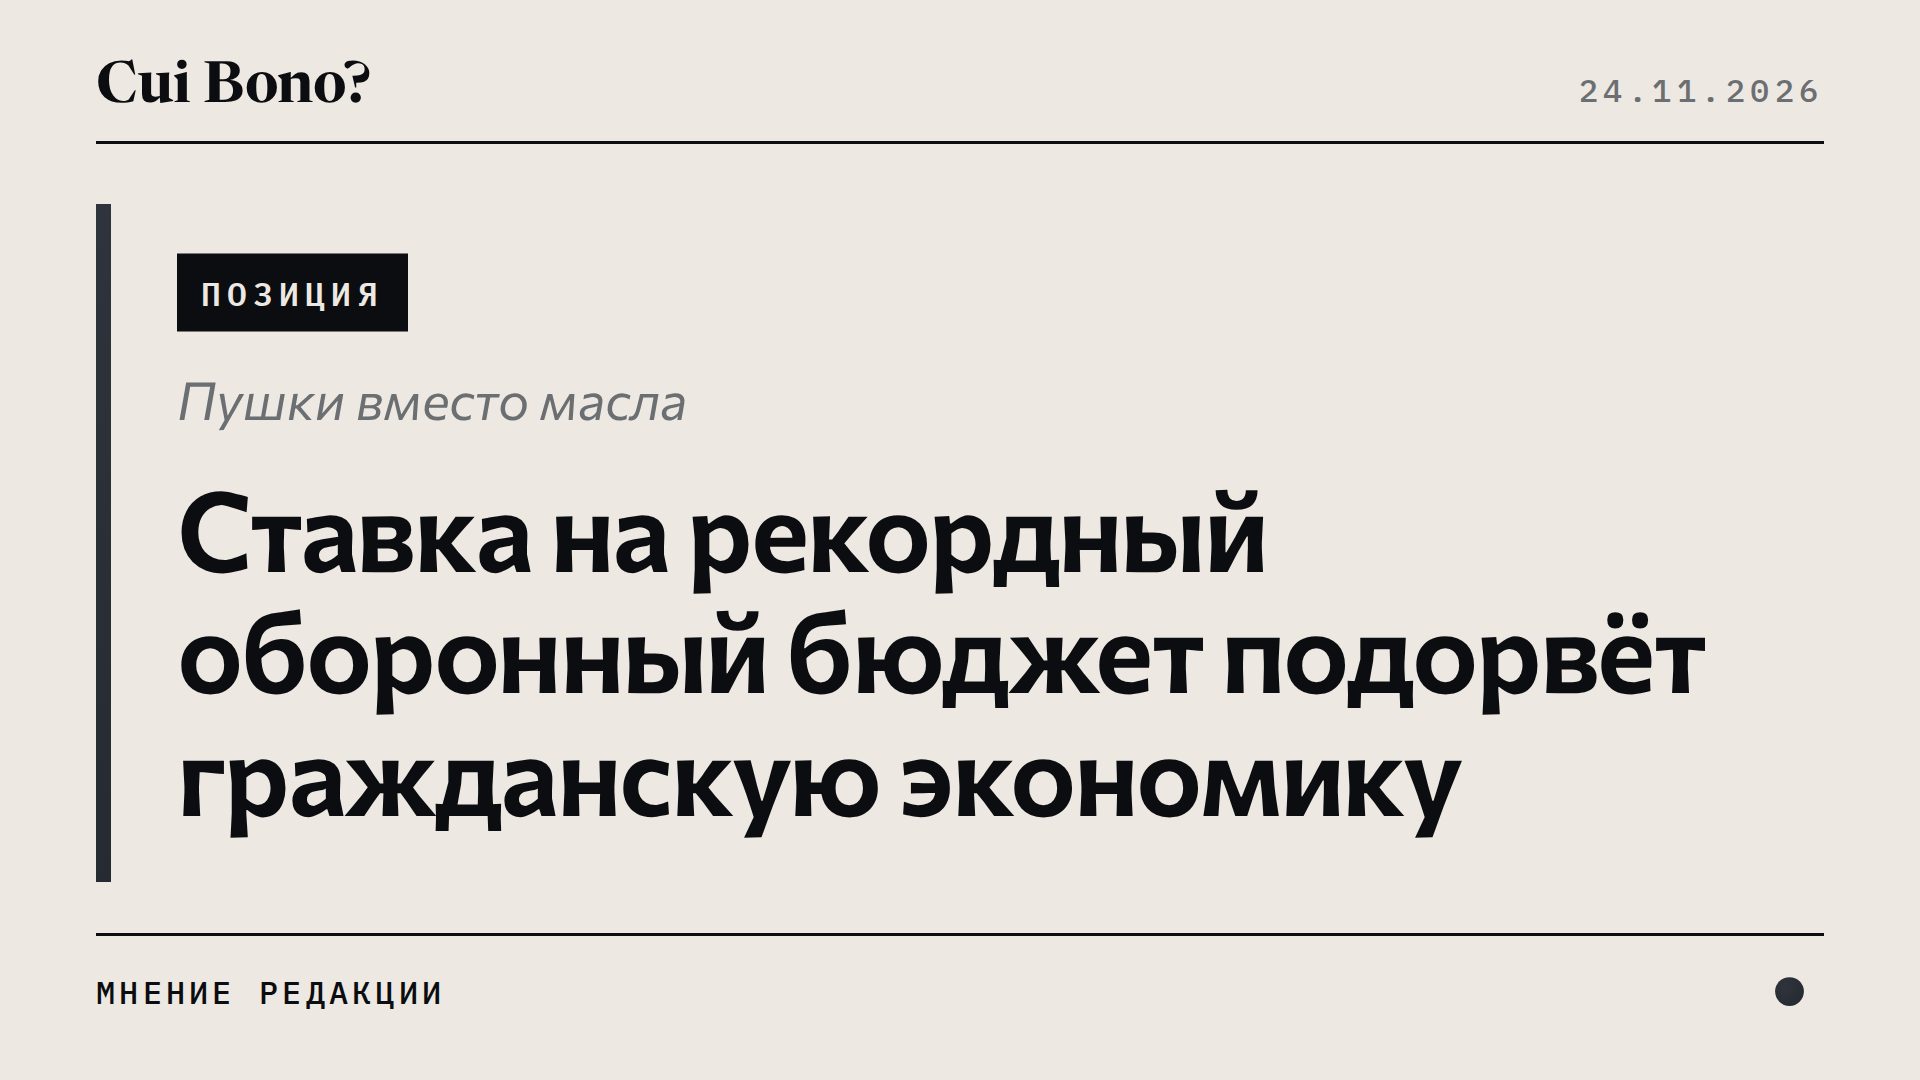 Cui Bono?
24.11.2026
ПОЗИЦИЯ
Пушки вместо масла
Ставка на рекордный
оборонный бюджет подорвёт
гражданскую экономику
МНЕНИЕ РЕДАКЦИИ